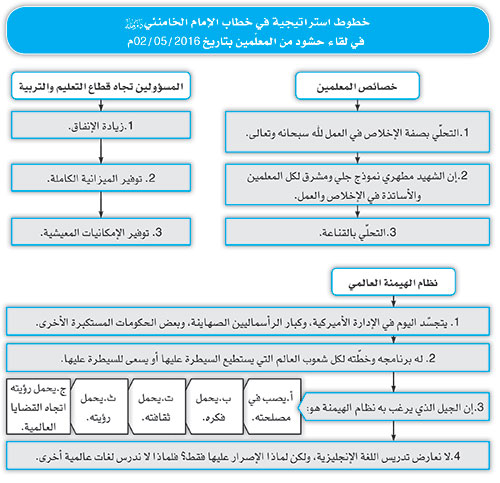 خطوط استراتيجية في خطاب الإمام الخامنئي
في لقاء حشود من المعلّمين بتاريخ 02/05/2016م
خصائص المعلمين
1.التحلّي بصفة الإخلاص في العمل لله سبحانه وتعالى.
2.إن الشهيد مطهري نموذج جلي ومشرق لكل المعلمين
والأساتذة في الإخلاص والعمل.
3.التحلّي بالقناعة.
المسؤولين تجاه قطاع التعليم والتربية
1.زيادة الإنفاق.
2. توفير الميزانية الكاملة.
3. توفير الإمكانيات المعيشية.
نظام الهيمنة العالمي
1. يتجسّد اليوم في الإدارة الأميركية، وكبار الرأسماليين الصهاينة، وبعض الحكومات المستكبرة الأخرى.
2. له برنامجه وخطّته لكل شعوب العالم التي يستطيع السيطرة عليها أو يسعى للسيطرة عليها.
3. إن الجيل الذي يرغب به نظام الهيمنة هو:
أ.يصب في
مصلحته.
ب.يحمل
فكره.
ت.يحمل
ثقافته.
ث.يحمل
رؤيته.
ج.يحمل رؤيته
اتجاه القضايا
العالمية.
4.لا نعارض تدريس اللغة الإنجليزية، ولكن لماذا الإصرار عليها فقط؟ فلماذا لا ندرس لغات عالمية أخرى.